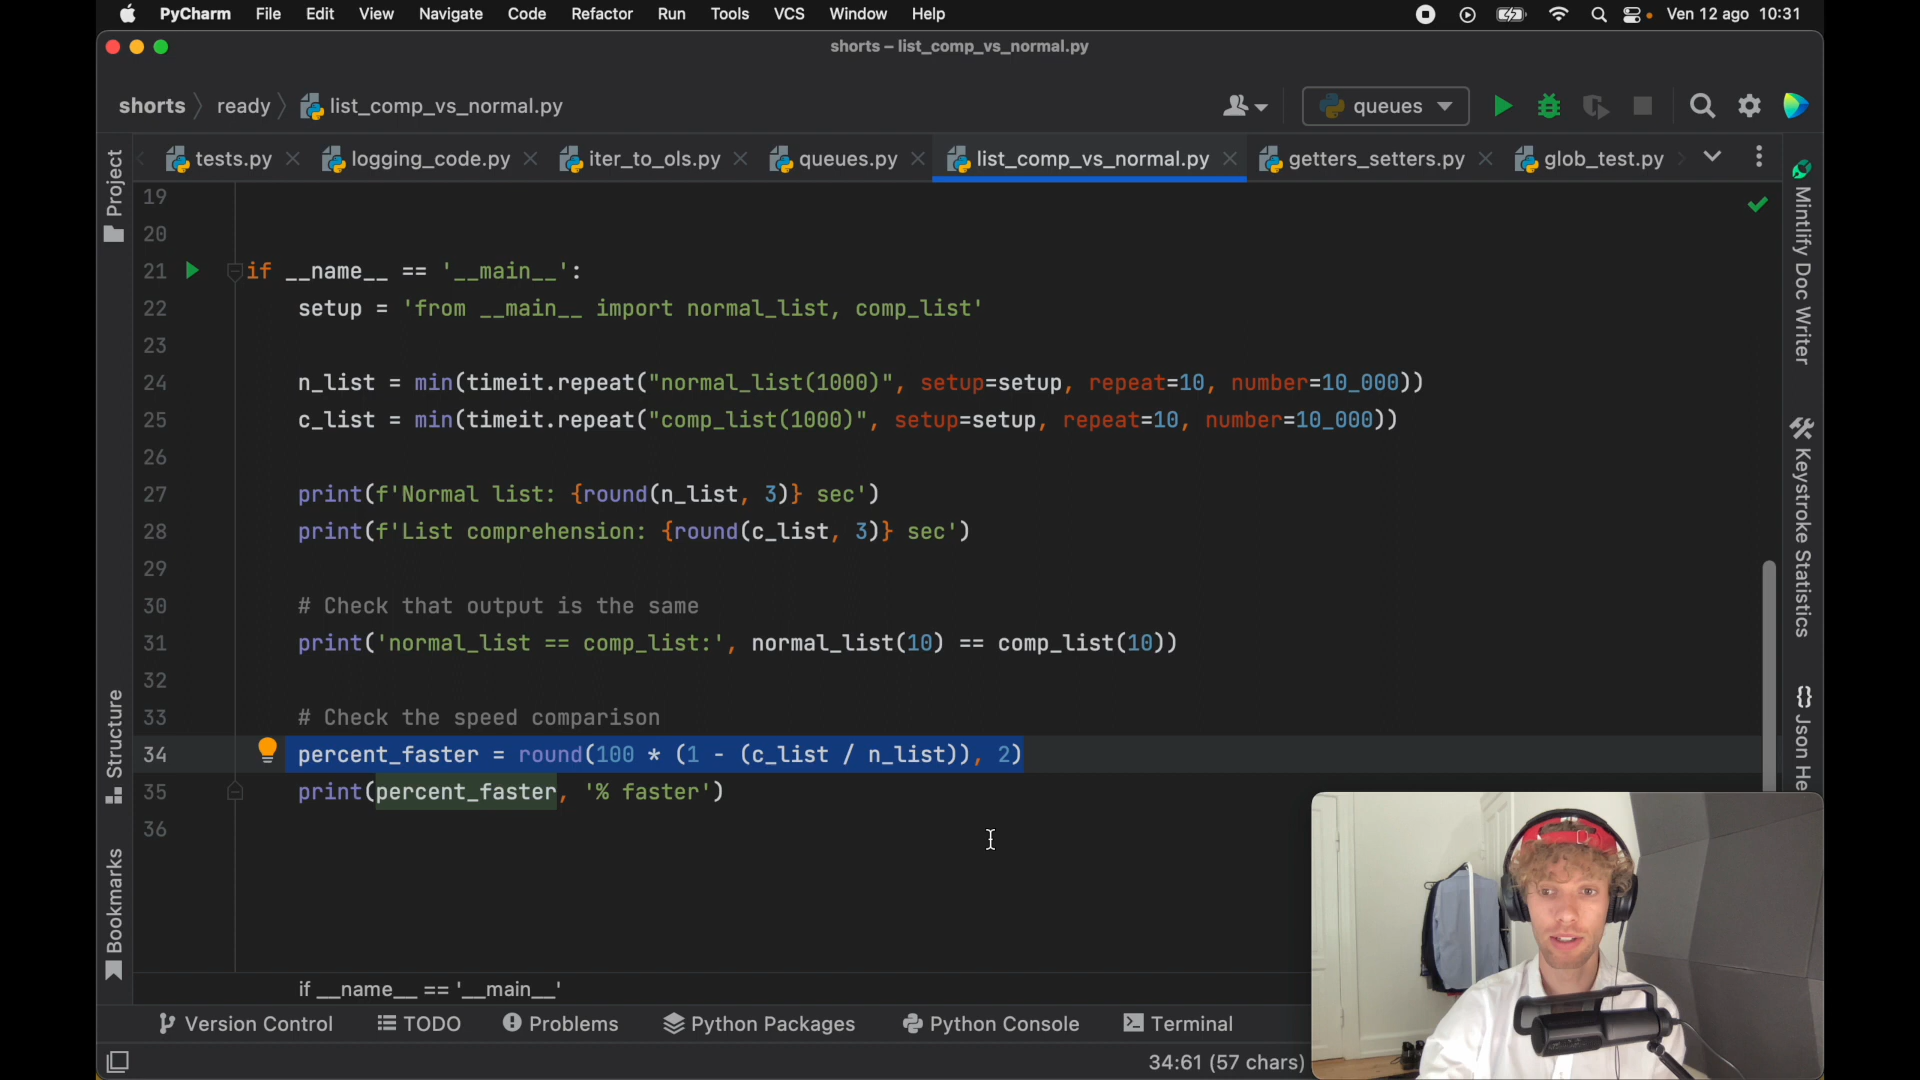 PyCharm File Edit View Navigate Code Refactor Run Tools VCS Window Help Ven 12 ago 10:31
shorts – list_comp_vs_normal.py
shorts ready list_comp_vs_normal.py queues
tests.py logging_code.py iter_to_ols.py queues.py list_comp_vs_normal.py getters_setters.py glob_test.py
Project
Structure
Bookmarks
19
20
21 if __name__ == '__main__':
22 setup = 'from __main__ import normal_list, comp_list'
23
24 n_list = min(timeit.repeat("normal_list(1000)", setup=setup, repeat=10, number=10_000))
25 c_list = min(timeit.repeat("comp_list(1000)", setup=setup, repeat=10, number=10_000))
26
27 print(f'Normal list: {round(n_list, 3)} sec')
28 print(f'List comprehension: {round(c_list, 3)} sec')
29
30 # Check that output is the same
31 print('normal_list == comp_list:', normal_list(10) == comp_list(10))
32
33 # Check the speed comparison
34 percent_faster = round(100 * (1 - (c_list / n_list)), 2)
35 print(percent_faster, '% faster')
36
Mintlify Doc Writer
Keystroke Statistics
{} Json He
if __name__ == '__main__'
Version Control TODO Problems Python Packages Python Console Terminal
34:61 (57 chars)